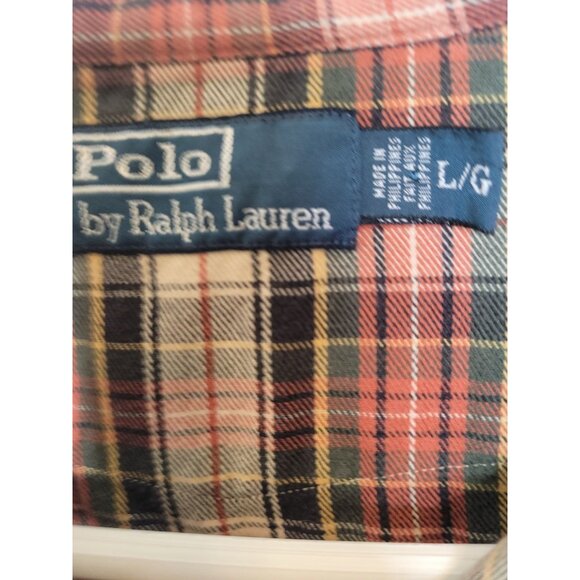 Polo
by Ralph Lauren
MADE IN
PHILIPPINES
FAIT AUX
PHILIPPINES
L/G